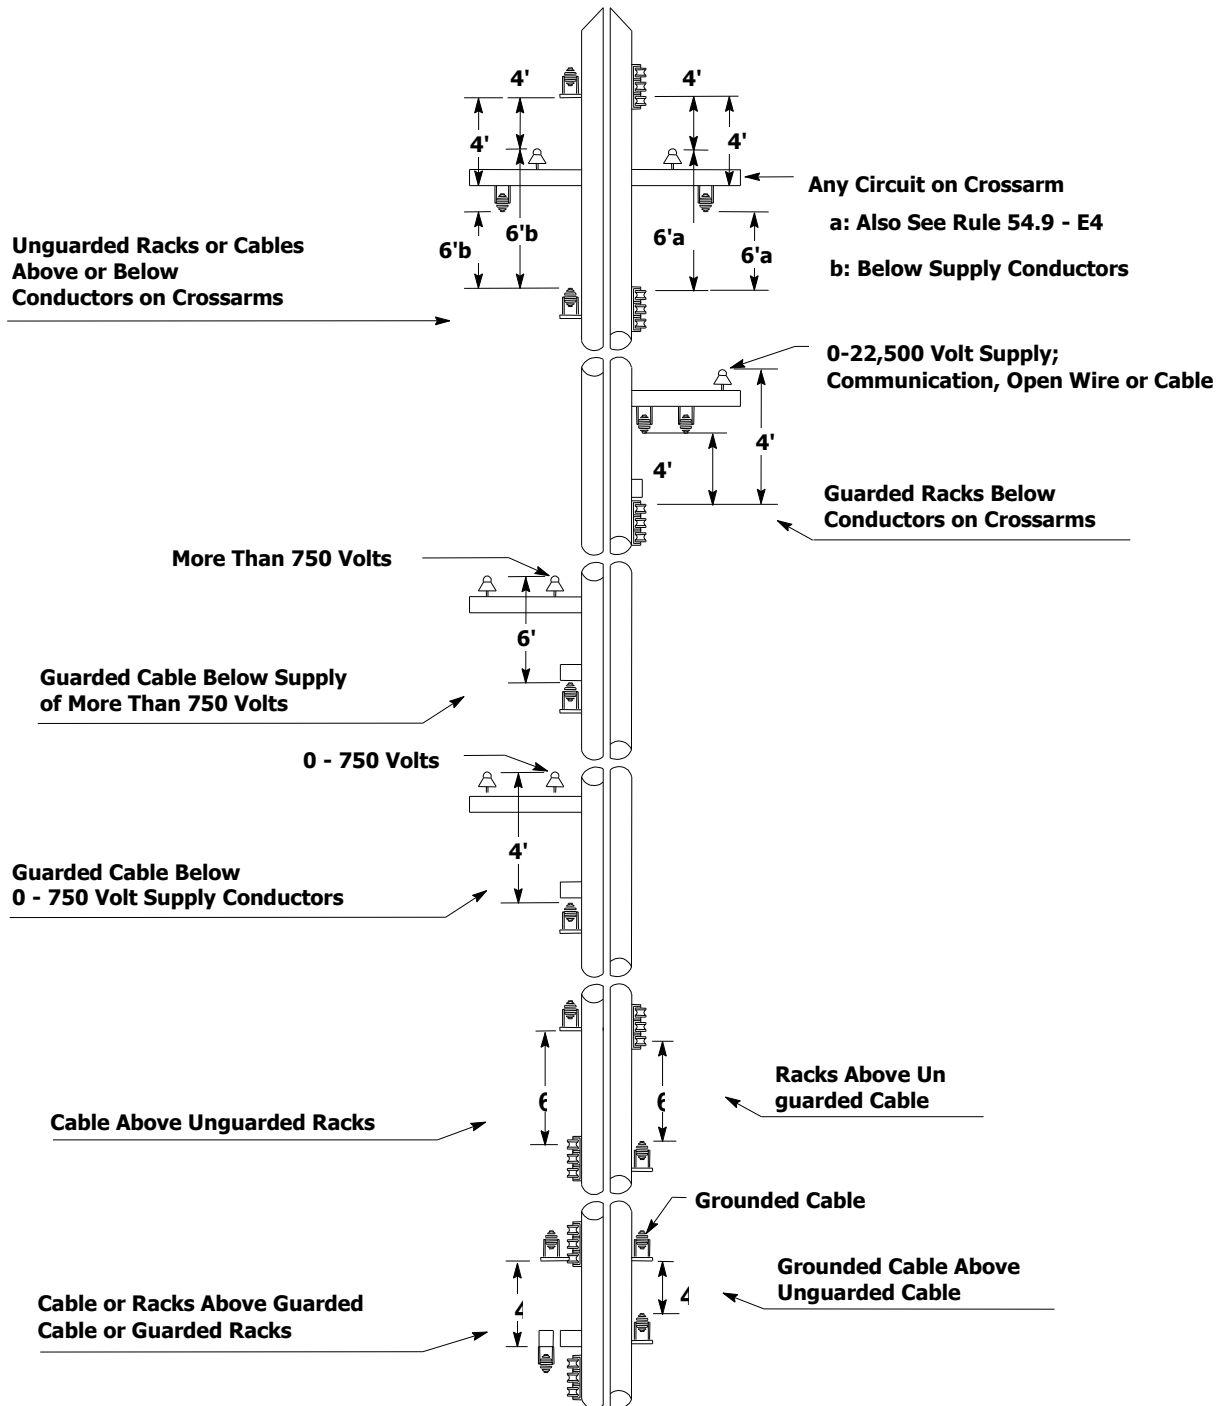 4'
4'
4'
4'
Any Circuit on Crossarm
a: Also See Rule 54.9 - E4
b: Below Supply Conductors
6'b
6'b
6'a
6'a
Unguarded Racks or Cables
Above or Below
Conductors on Crossarms
0-22,500 Volt Supply;
Communication, Open Wire or Cable
4'
4'
Guarded Racks Below
Conductors on Crossarms
More Than 750 Volts
6'
Guarded Cable Below Supply
of More Than 750 Volts
0 - 750 Volts
4'
Guarded Cable Below
0 - 750 Volt Supply Conductors
6
6
Racks Above Un
guarded Cable
Cable Above Unguarded Racks
Grounded Cable
Grounded Cable Above
Unguarded Cable
4
4
Cable or Racks Above Guarded
Cable or Guarded Racks